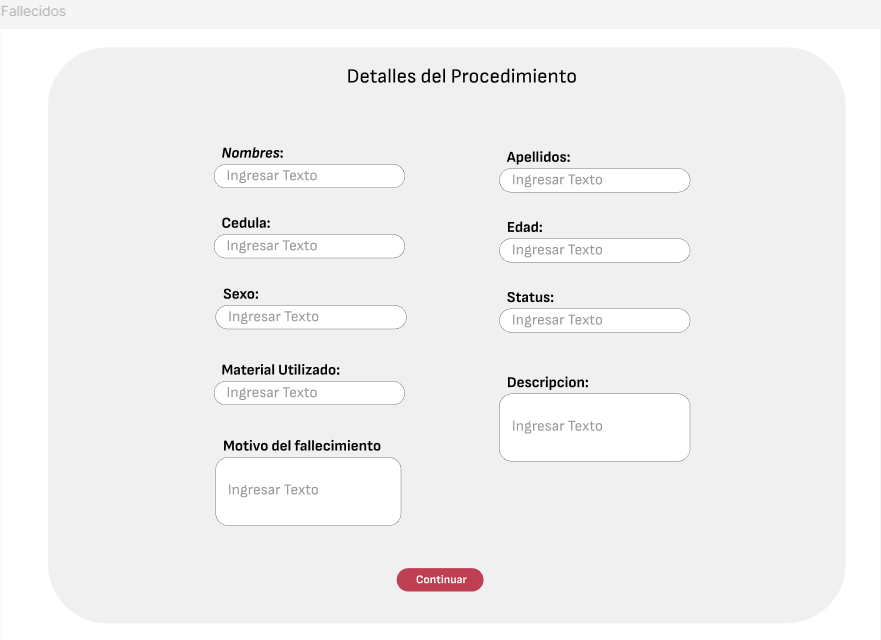 Fallecidos
Detalles del Procedimiento
Nombres:
Ingresar Texto
Apellidos:
Ingresar Texto
Cedula:
Ingresar Texto
Edad:
Ingresar Texto
Sexo:
Ingresar Texto
Status:
Ingresar Texto
Material Utilizado:
Ingresar Texto
Descripcion:
Ingresar Texto
Motivo del fallecimiento
Ingresar Texto
Continuar